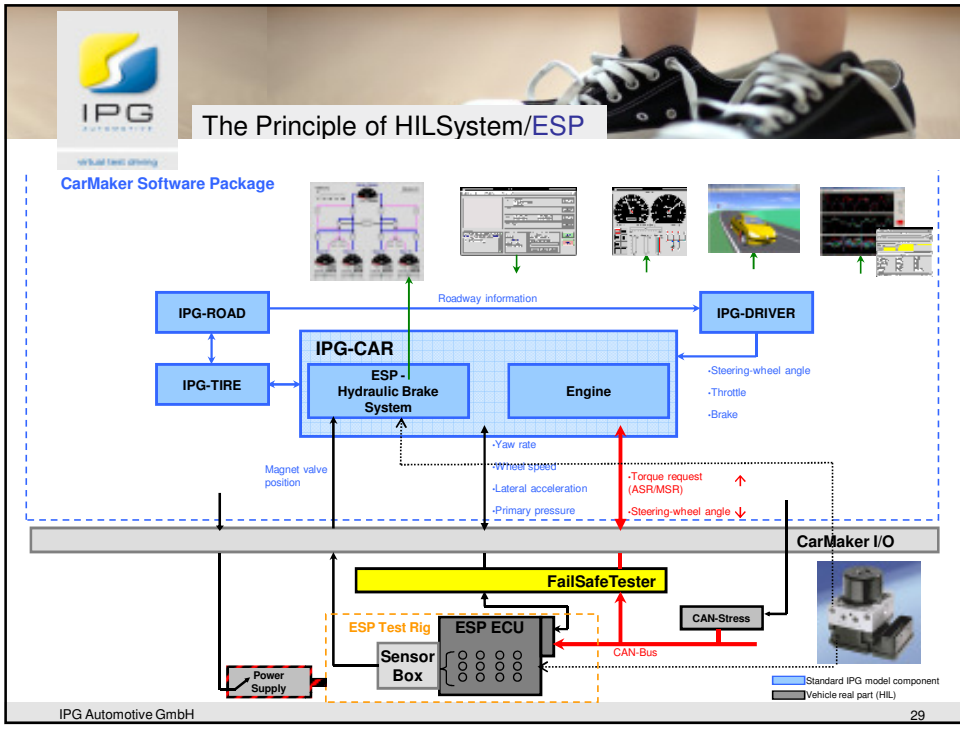 IPG
AUTOMOTIVE
virtual test driving
The Principle of HILSystem/ESP
CarMaker Software Package
Roadway information
IPG-ROAD
IPG-DRIVER
IPG-CAR
IPG-TIRE
ESP -
Hydraulic Brake
System
Engine
•Steering-wheel angle
•Throttle
•Brake
Magnet valve
position
•Yaw rate
•Wheel speed
•Lateral acceleration
•Primary pressure
•Torque request
(ASR/MSR)
•Steering-wheel angle
CarMaker I/O
FailSafeTester
ESP Test Rig
ESP ECU
CAN-Stress
CAN-Bus
Sensor
Box
Power
Supply
Standard IPG model component
Vehicle real part (HIL)
IPG Automotive GmbH
29